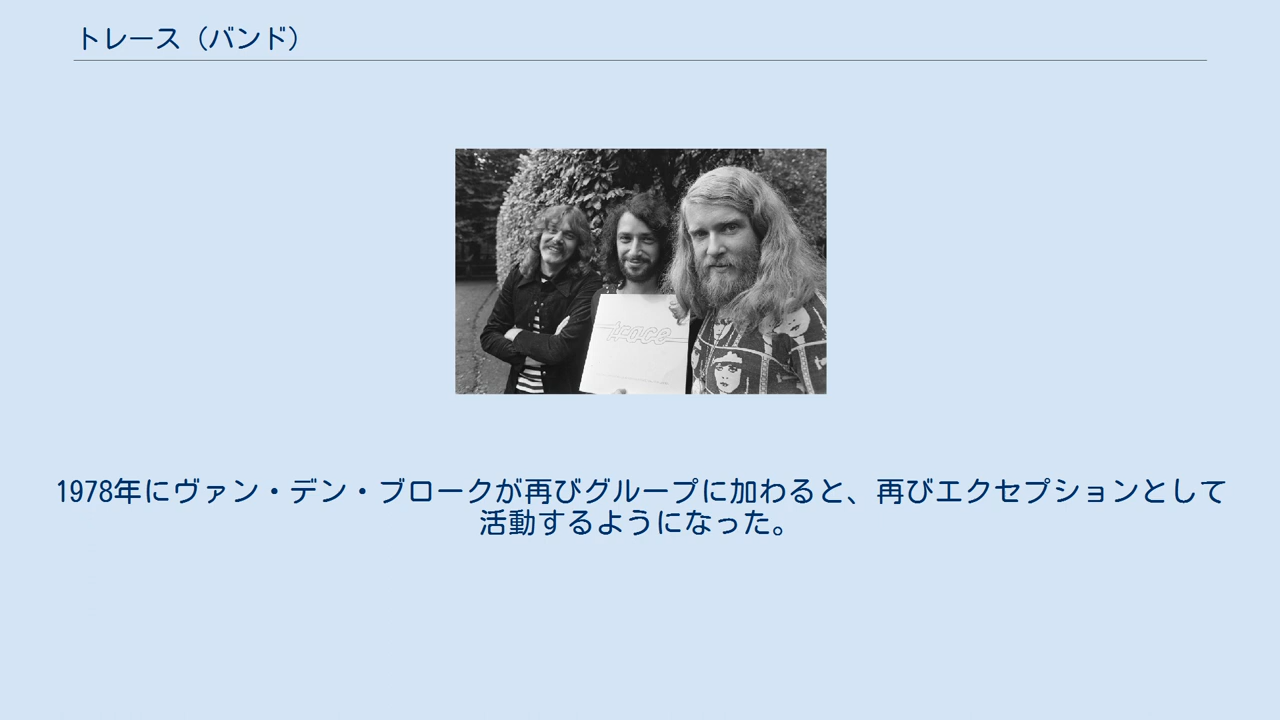 トレース（バンド）
trace
1978年にヴァン・デン・ブロークが再びグループに加わると、再びエクセプションとして
活動するようになった。